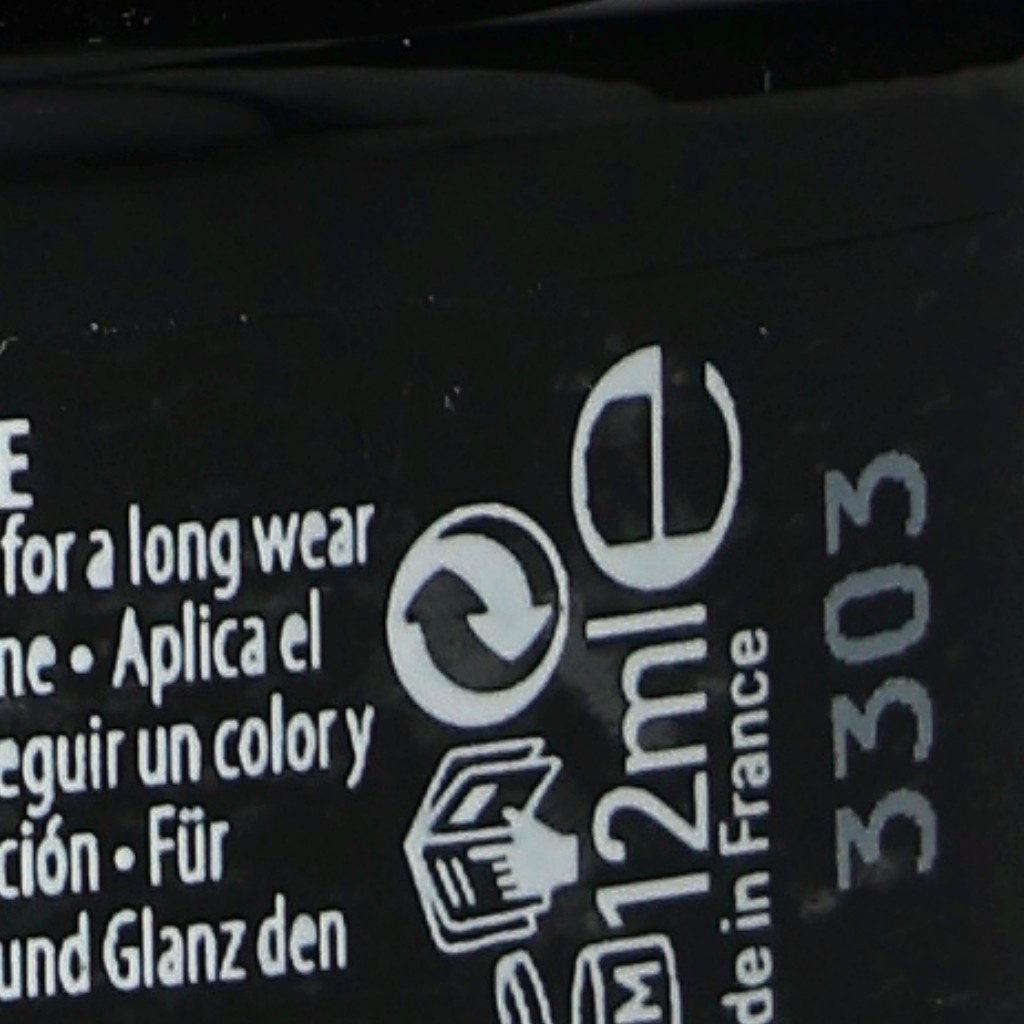 E
for a long wear
ne • Aplica el
eguir un color y
ción • Für
und Glanz den
M 12ml e
de in France
3303